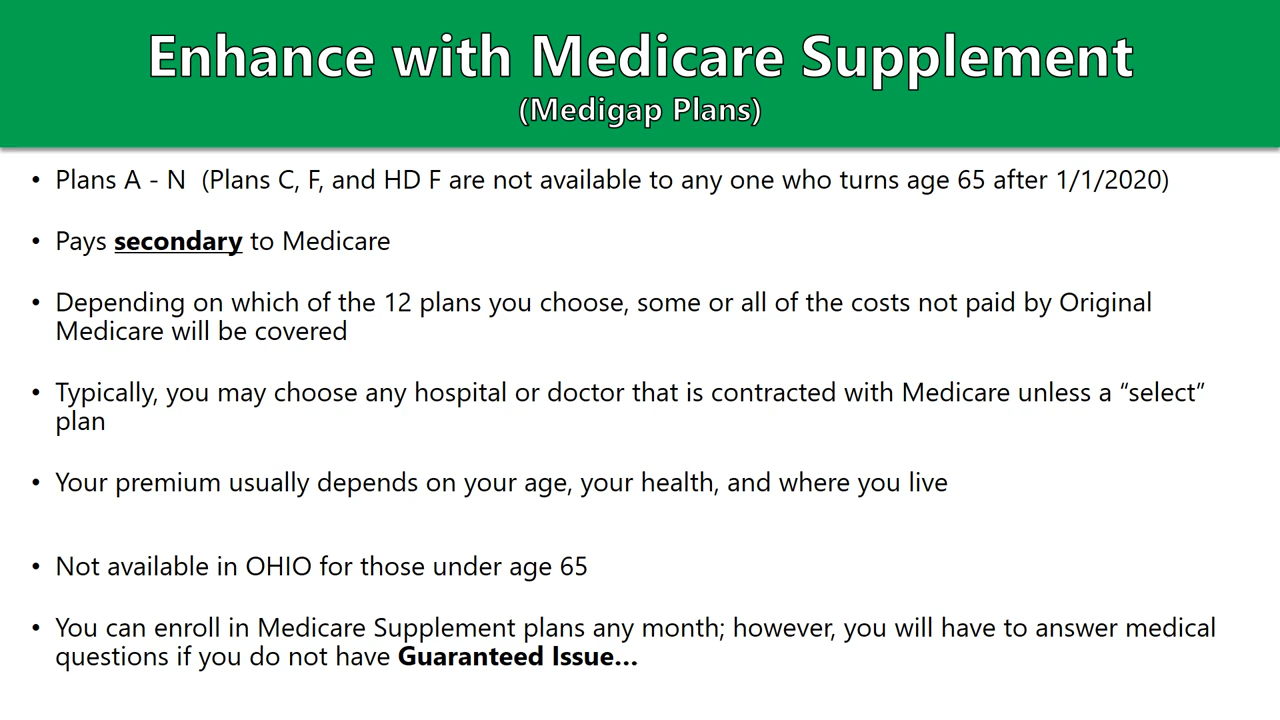 Enhance with Medicare Supplement
(Medigap Plans)
• Plans A - N  (Plans C, F, and HD F are not available to any one who turns age 65 after 1/1/2020)
• Pays secondary to Medicare
• Depending on which of the 12 plans you choose, some or all of the costs not paid by Original
Medicare will be covered
• Typically, you may choose any hospital or doctor that is contracted with Medicare unless a “select”
plan
• Your premium usually depends on your age, your health, and where you live
• Not available in OHIO for those under age 65
• You can enroll in Medicare Supplement plans any month; however, you will have to answer medical
questions if you do not have Guaranteed Issue...